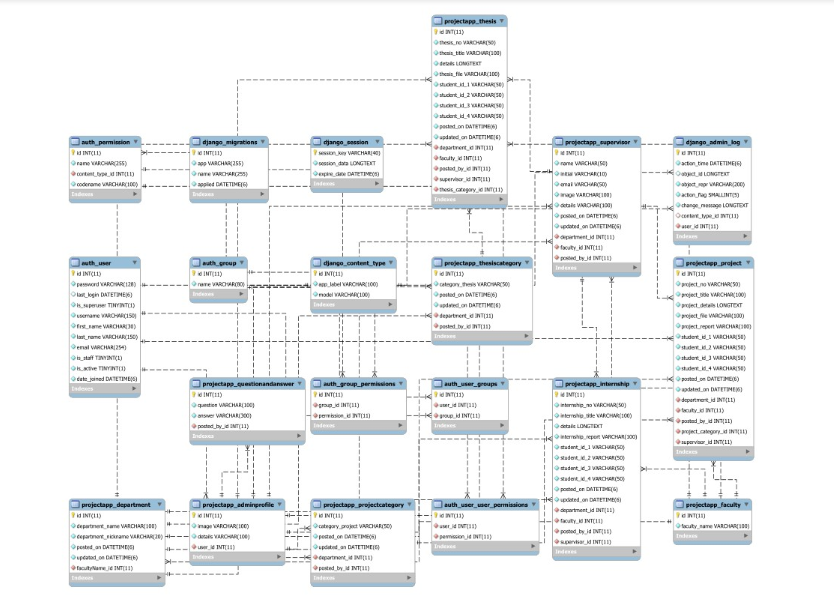 projectapp_thesis
id INT(11)
thesis_no VARCHAR(50)
thesis_title VARCHAR(100)
details LONGTEXT
thesis_file VARCHAR(100)
student_id_1 VARCHAR(50)
student_id_2 VARCHAR(50)
student_id_3 VARCHAR(50)
student_id_4 VARCHAR(50)
posted_on DATETIME(6)
updated_on DATETIME(6)
department_id INT(11)
faculty_id INT(11)
posted_by_id INT(11)
supervisor_id INT(11)
thesis_category_id INT(11)
Indexes
auth_permission
id INT(11)
name VARCHAR(255)
content_type_id INT(11)
codename VARCHAR(100)
Indexes
django_migrations
id INT(11)
app VARCHAR(255)
name VARCHAR(255)
applied DATETIME(6)
Indexes
django_session
session_key VARCHAR(40)
session_data LONGTEXT
expire_date DATETIME(6)
Indexes
projectapp_supervisor
id INT(11)
name VARCHAR(50)
initial VARCHAR(10)
email VARCHAR(50)
image VARCHAR(100)
details VARCHAR(100)
posted_on DATETIME(6)
updated_on DATETIME(6)
department_id INT(11)
faculty_id INT(11)
posted_by_id INT(11)
Indexes
django_admin_log
id INT(11)
action_time DATETIME(6)
object_id LONGTEXT
object_repr VARCHAR(200)
action_flag SMALLINT(5)
change_message LONGTEXT
content_type_id INT(11)
user_id INT(11)
Indexes
auth_user
id INT(11)
password VARCHAR(128)
last_login DATETIME(6)
is_superuser TINYINT(1)
username VARCHAR(150)
first_name VARCHAR(30)
last_name VARCHAR(150)
email VARCHAR(254)
is_staff TINYINT(1)
is_active TINYINT(1)
date_joined DATETIME(6)
Indexes
auth_group
id INT(11)
name VARCHAR(80)
Indexes
django_content_type
id INT(11)
app_label VARCHAR(100)
model VARCHAR(100)
Indexes
projectapp_thesiscategory
id INT(11)
category_thesis VARCHAR(50)
posted_on DATETIME(6)
updated_on DATETIME(6)
department_id INT(11)
posted_by_id INT(11)
Indexes
projectapp_project
id INT(11)
project_no VARCHAR(50)
project_title VARCHAR(100)
project_details LONGTEXT
project_file VARCHAR(100)
project_report VARCHAR(100)
student_id_1 VARCHAR(50)
student_id_2 VARCHAR(50)
student_id_3 VARCHAR(50)
student_id_4 VARCHAR(50)
posted_on DATETIME(6)
updated_on DATETIME(6)
department_id INT(11)
faculty_id INT(11)
posted_by_id INT(11)
project_category_id INT(11)
supervisor_id INT(11)
Indexes
projectapp_questionandanswer
id INT(11)
question VARCHAR(100)
answer VARCHAR(300)
posted_by_id INT(11)
Indexes
auth_group_permissions
id INT(11)
group_id INT(11)
permission_id INT(11)
Indexes
auth_user_groups
id INT(11)
user_id INT(11)
group_id INT(11)
Indexes
projectapp_internship
id INT(11)
internship_no VARCHAR(50)
internship_title VARCHAR(100)
details LONGTEXT
internship_report VARCHAR(100)
student_id_1 VARCHAR(50)
student_id_2 VARCHAR(50)
student_id_3 VARCHAR(50)
student_id_4 VARCHAR(50)
posted_on DATETIME(6)
updated_on DATETIME(6)
department_id INT(11)
faculty_id INT(11)
posted_by_id INT(11)
supervisor_id INT(11)
Indexes
projectapp_department
id INT(11)
department_name VARCHAR(100)
department_nickname VARCHAR(20)
posted_on DATETIME(6)
updated_on DATETIME(6)
facultyName_id INT(11)
Indexes
projectapp_adminprofile
id INT(11)
image VARCHAR(100)
details VARCHAR(100)
user_id INT(11)
Indexes
projectapp_projectcategory
id INT(11)
category_project VARCHAR(50)
posted_on DATETIME(6)
updated_on DATETIME(6)
department_id INT(11)
posted_by_id INT(11)
Indexes
auth_user_user_permissions
id INT(11)
user_id INT(11)
permission_id INT(11)
Indexes
projectapp_faculty
id INT(11)
faculty_name VARCHAR(100)
Indexes